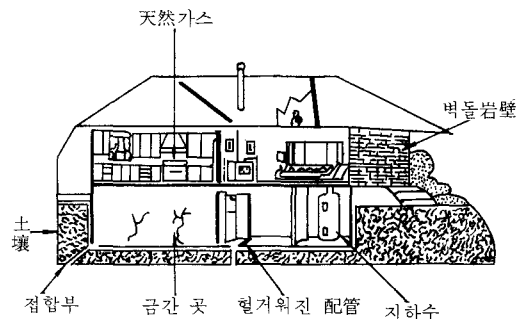 天然가스
벽돌岩壁
土
壤
접합부
금간 곳
헐거워진 配管
지하수